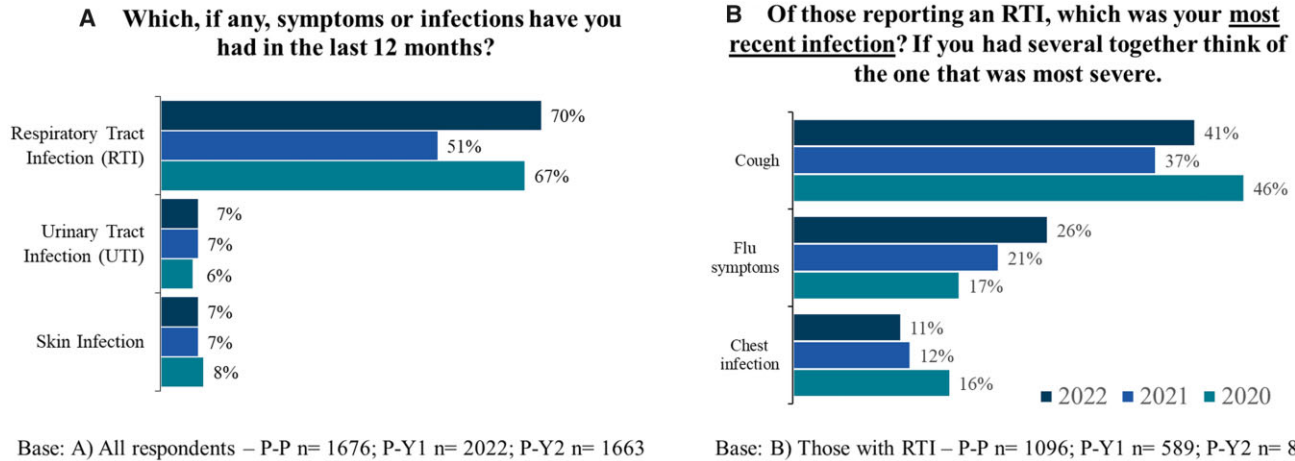 A Which, if any, symptoms or infections have you
had in the last 12 months?
Respiratory Tract
Infection (RTI)
70%
51%
67%
Urinary Tract
Infection (UTI)
7%
7%
6%
Skin Infection
7%
7%
8%
Base: A) All respondents – P-P n= 1676; P-Y1 n= 2022; P-Y2 n= 1663
B Of those reporting an RTI, which was your most
recent infection? If you had several together think of
the one that was most severe.
Cough
41%
37%
46%
Flu
symptoms
26%
21%
17%
Chest
infection
11%
12%
16%
2022 2021 2020
Base: B) Those with RTI – P-P n= 1096; P-Y1 n= 589; P-Y2 n= 8